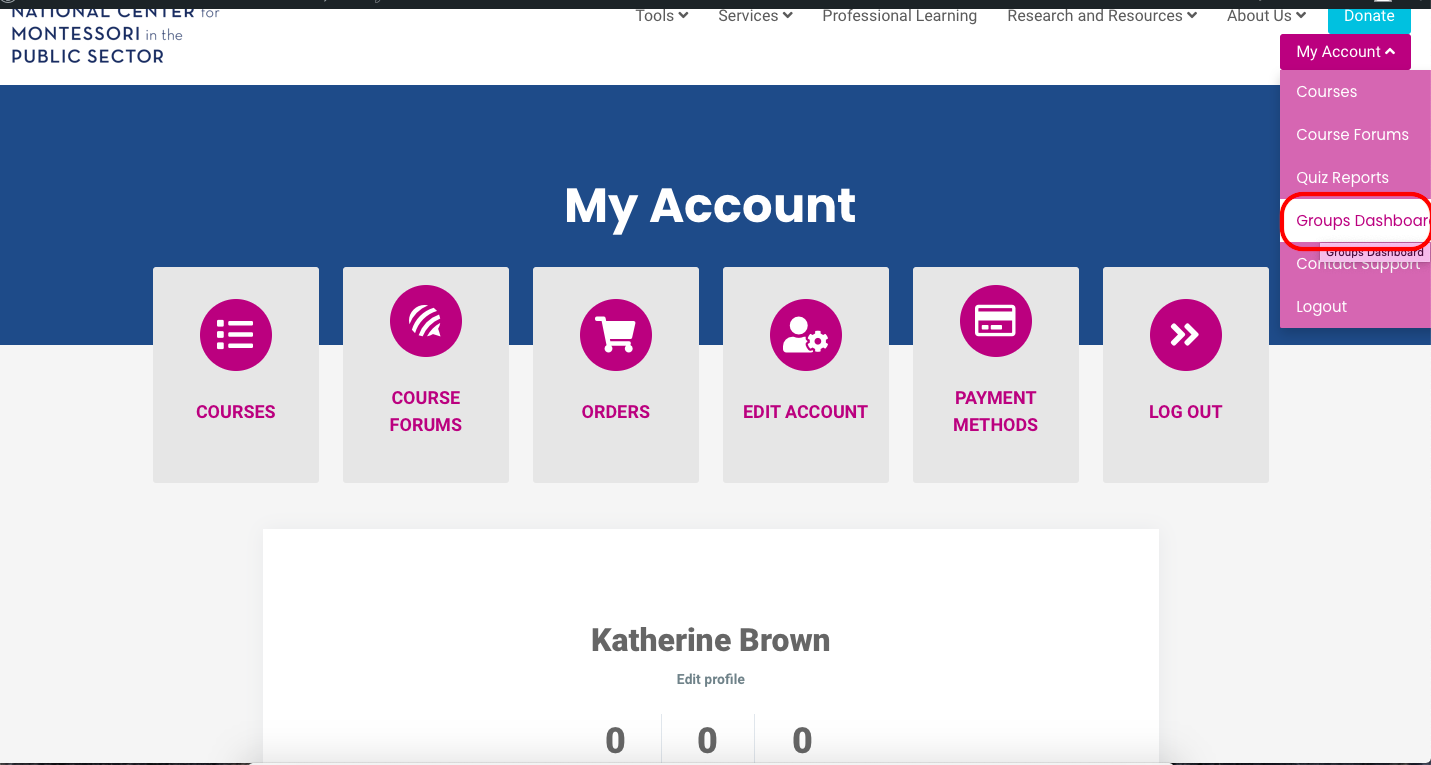 NATIONAL CENTER for
MONTESSORI in the
PUBLIC SECTOR
Tools
Services
Professional Learning
Research and Resources
About Us
Donate
My Account
Courses
Course Forums
Quiz Reports
Groups Dashboar
Groups Dashboard
Contact Support
Logout
My Account
COURSES
COURSE
FORUMS
ORDERS
EDIT ACCOUNT
PAYMENT
METHODS
LOG OUT
Katherine Brown
Edit profile
0
0
0